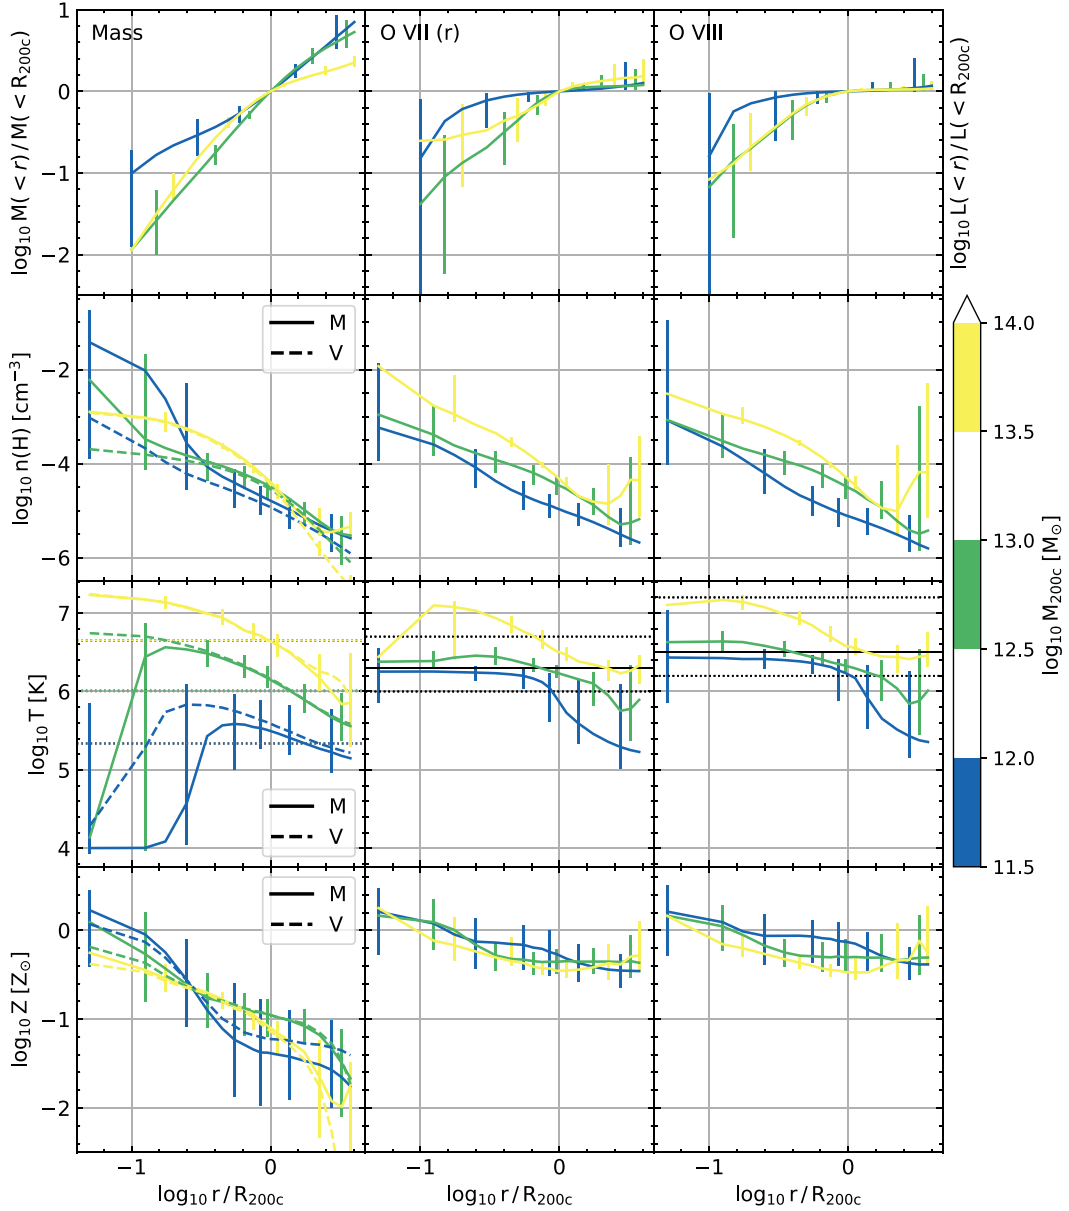 Mass
O VII (r)
O VIII
log₁₀ M(< r) / M(< R₂₀₀c)
1
0
−1
−2
log₁₀ L(< r) / L(< R₂₀₀c)
log₁₀ n(H) [cm⁻³]
−2
−4
−6
M
V
log₁₀ T [K]
7
6
5
4
M
V
log₁₀ Z [Z⊙]
0
−1
−2
M
V
−1 0
−1 0
−1 0
log₁₀ r / R₂₀₀c
log₁₀ r / R₂₀₀c
log₁₀ r / R₂₀₀c
14.0
13.5
13.0
12.5
12.0
11.5
log₁₀ M₂₀₀c [M⊙]